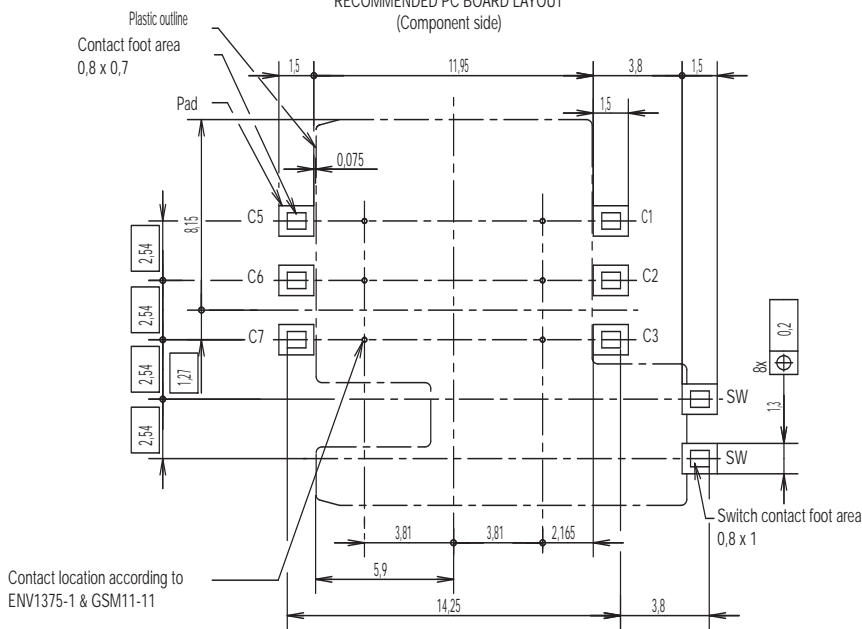 RECOMMENDED PC BOARD LAYOUT
(Component side)
Plastic outline
Contact foot area
0,8 x 0,7
Pad
1,5
11,95
3,8
1,5
1,5
0,075
8,15
C5
C1
2,54
C6
C2
2,54
C7
C3
1,27
2,54
2,54
8x
0,2
1,3
SW
SW
Switch contact foot area
0,8 x 1
3,81
3,81
2,165
5,9
Contact location according to
ENV1375-1 & GSM11-11
14,25
3,8